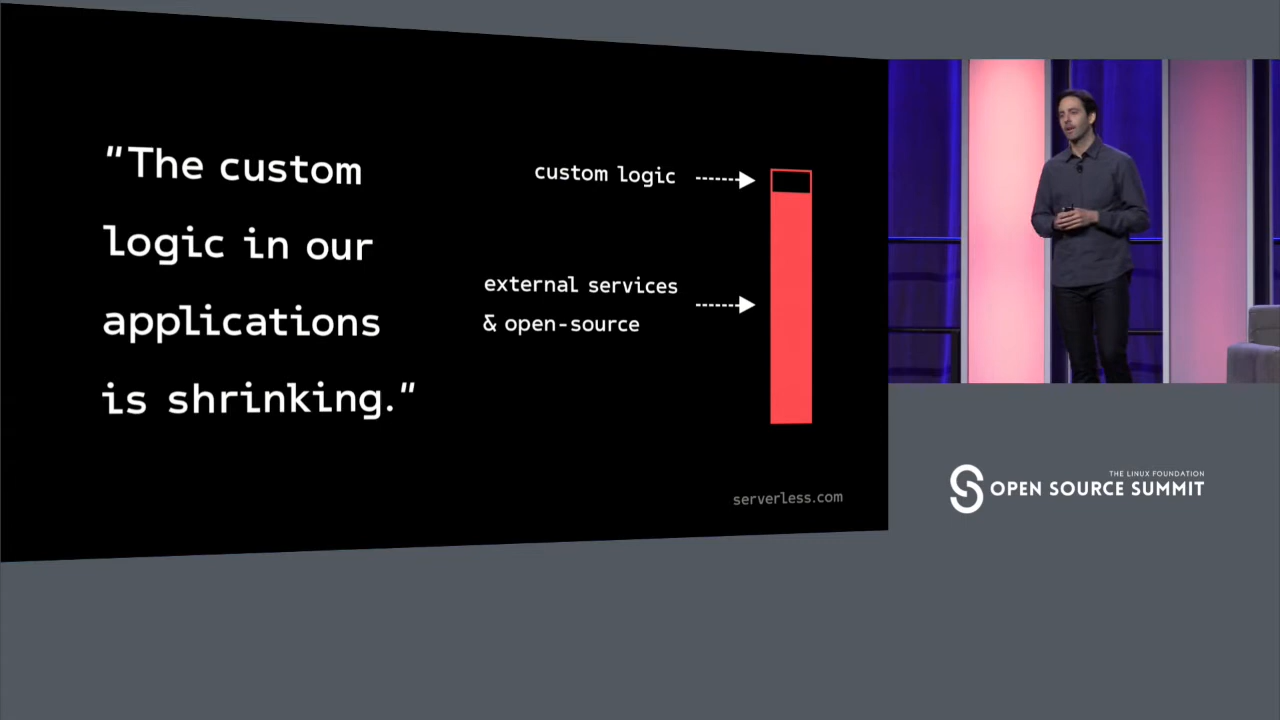 "The custom
logic in our
applications
is shrinking."
custom logic
external services
& open-source
serverless.com
THE LINUX FOUNDATION
OPEN SOURCE SUMMIT